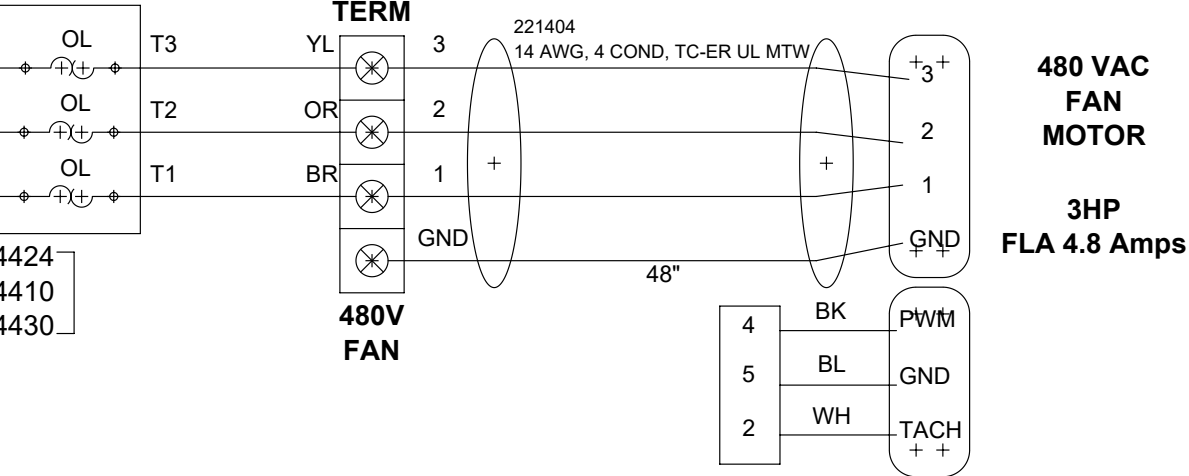 TERM
OL T3 YL 3
221404
14 AWG, 4 COND, TC-ER UL MTW
3
OL T2 OR 2
2
OL T1 BR 1
1
GND
GND
48"
480 VAC
FAN
MOTOR
3HP
FLA 4.8 Amps
4424
4410
4430
480V
FAN
4 BK PWM
5 BL GND
2 WH TACH